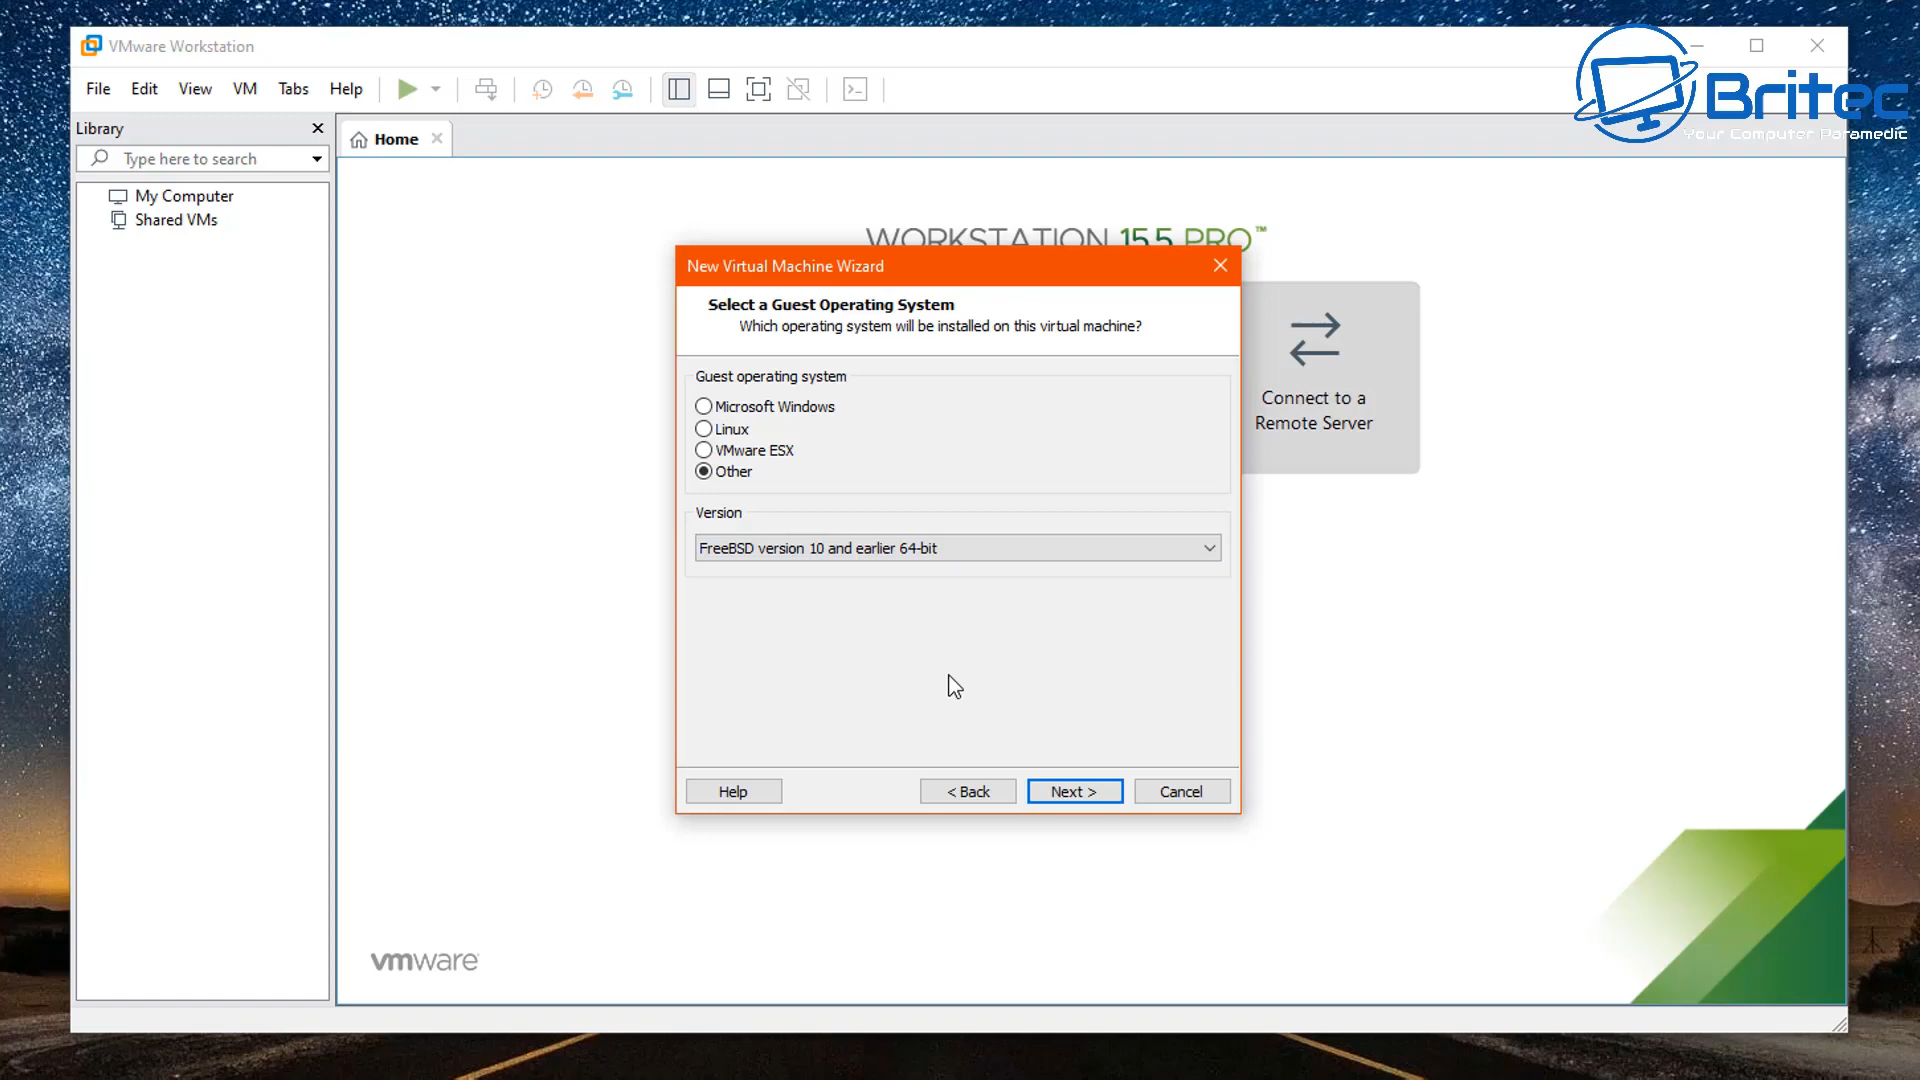 VMware Workstation
File Edit View VM Tabs Help
Britec
Your Computer Paramedic
Library
Type here to search
Home
My Computer
Shared VMs
WORKSTATION 15.5 PRO™
New Virtual Machine Wizard
Select a Guest Operating System
Which operating system will be installed on this virtual machine?
Guest operating system
Microsoft Windows
Linux
VMware ESX
Other
Version
FreeBSD version 10 and earlier 64-bit
Help
< Back
Next >
Cancel
Connect to a
Remote Server
vmware